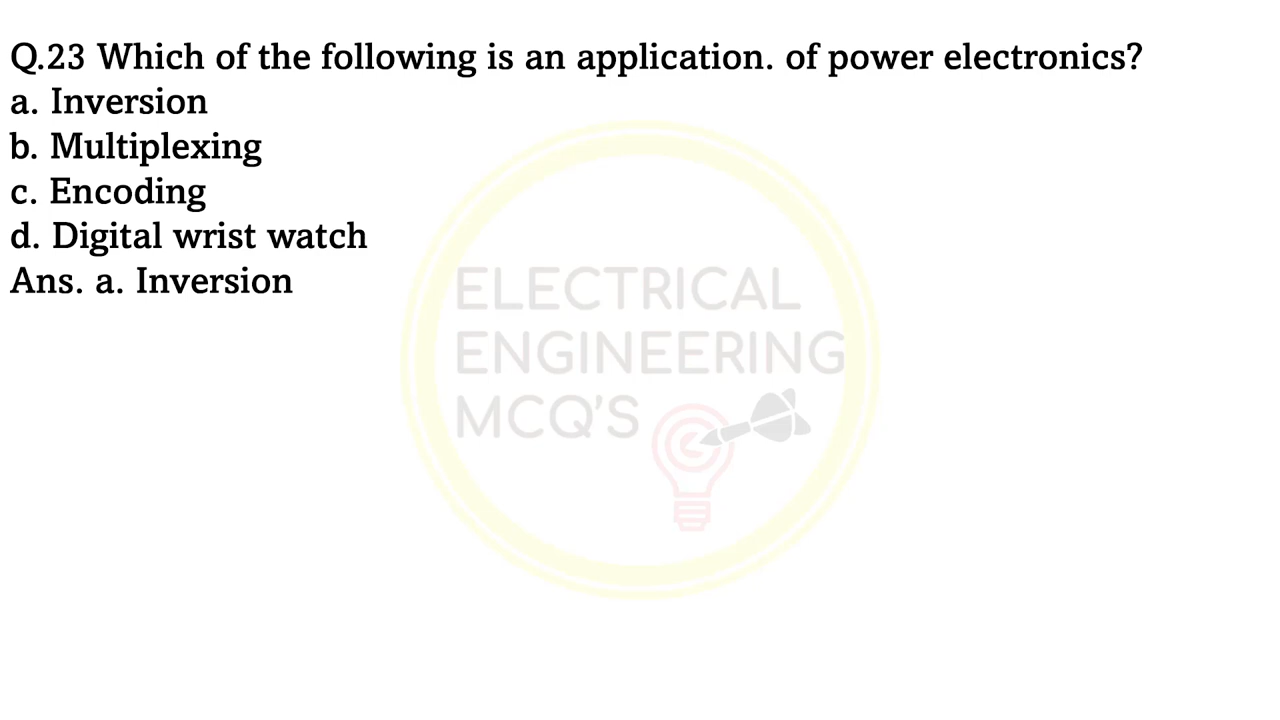 Q.23 Which of the following is an application. of power electronics?
a. Inversion
b. Multiplexing
c. Encoding
d. Digital wrist watch
Ans. a. Inversion
ELECTRICAL
ENGINEERING
MCQ'S